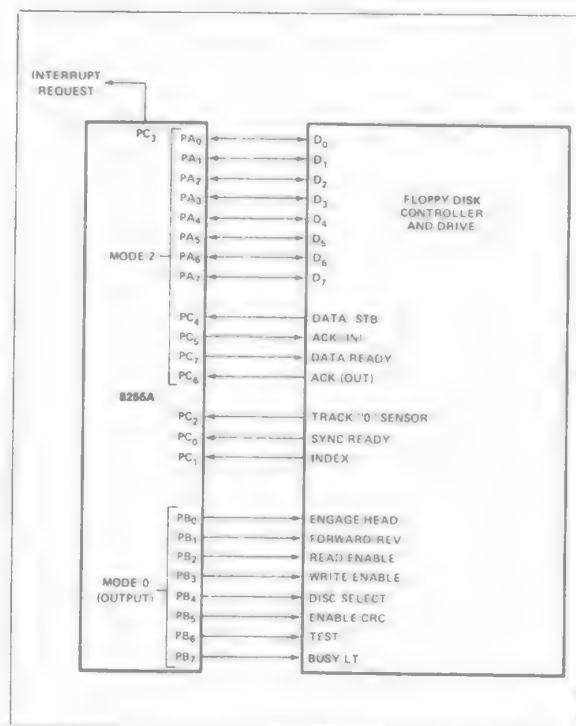 INTERRUPT
REQUEST
PC3
PA0 D0
PA1 D1
PA2 D2
PA3 D3
PA4 D4
PA5 D5
PA6 D6
PA7 D7
FLOPPY DISK
CONTROLLER
AND DRIVE
MODE 2
PC4 DATA STB
PC5 ACK
PC7 DATA READY
PC6 ACK (OUT)
8255A
PC2 TRACK "0" SENSOR
PC0 SYNC READY
PC1 INDEX
MODE 0
(OUTPUT)
PB0 ENGAGE HEAD
PB1 FORWARD REV
PB2 READ ENABLE
PB3 WRITE ENABLE
PB4 DISC SELECT
PB5 ENABLE CRC
PB6 TEST
PB7 BUSY LT